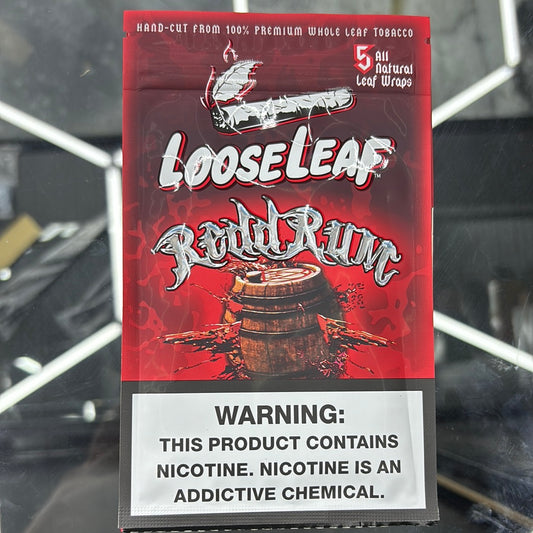 HAND-CUT FROM 100% PREMIUM WHOLE LEAF TOBACCO
5 All Natural Leaf Wraps
LOOSELEAF™
ReddRum
WARNING:
THIS PRODUCT CONTAINS
NICOTINE. NICOTINE IS AN
ADDICTIVE CHEMICAL.